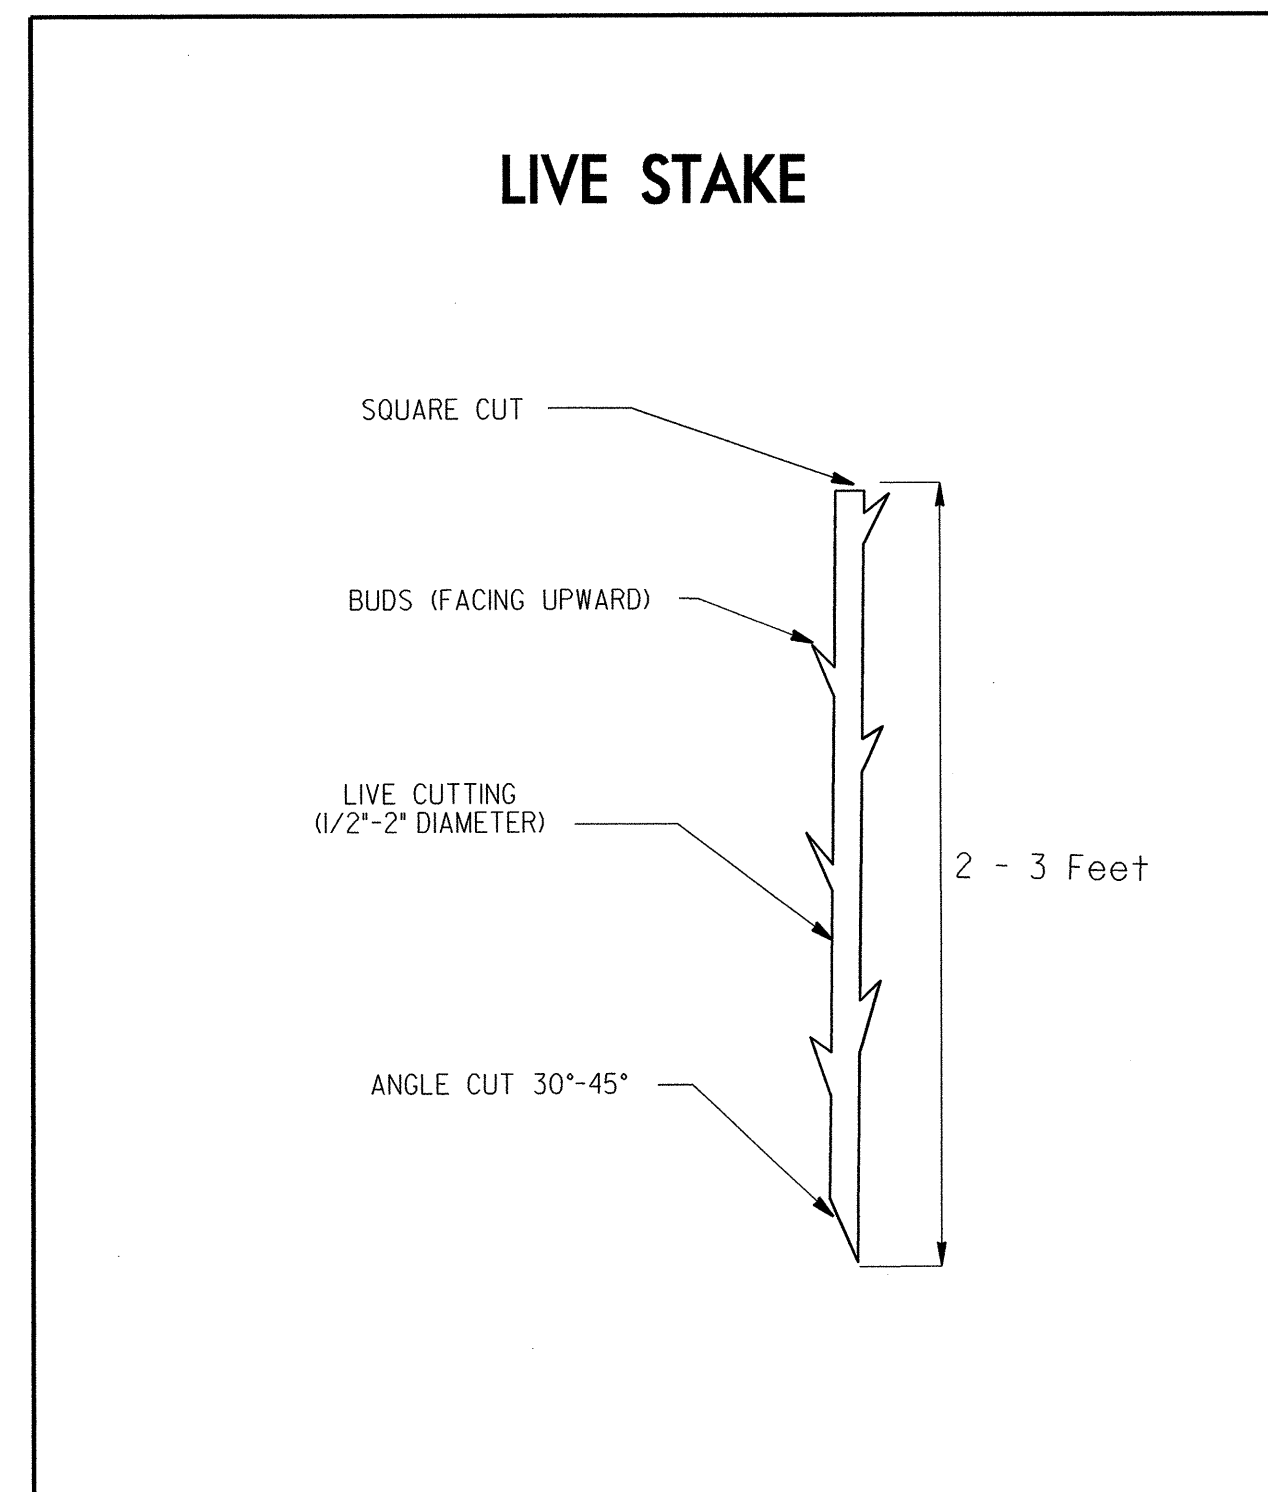 LIVE STAKE
SQUARE CUT
BUDS (FACING UPWARD)
LIVE CUTTING
(1/2"-2" DIAMETER)
2 - 3 Feet
ANGLE CUT 30°-45°